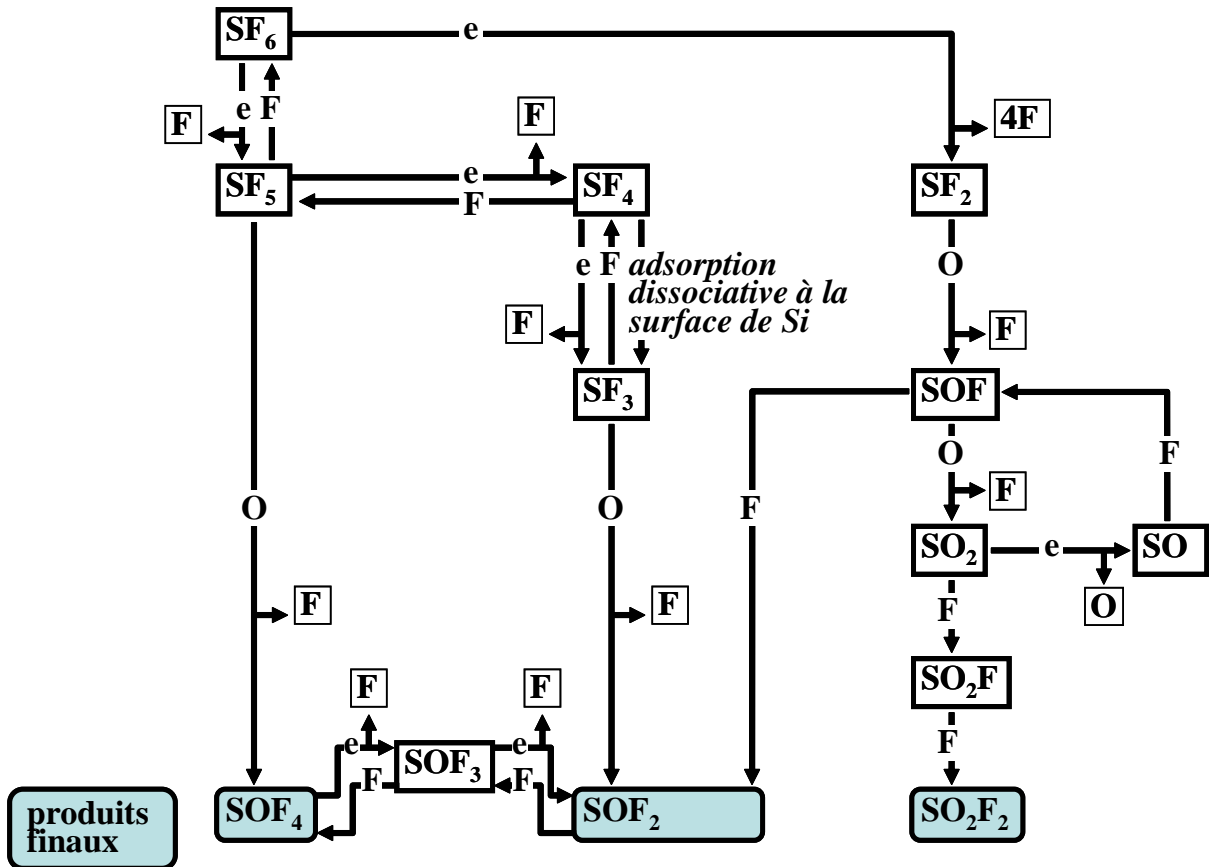 SF₆
e
e F
F
F
4F
SF₅
e
F
SF₄
SF₂
e F adsorption
dissociative à la
surface de Si
O
F
F
SF₃
SOF
O
F
F
O
O
F
SO₂
e
SO
F
F
F
O
SO₂F
F
F
F
e
SOF₃
e
F
F
produits
finaux
SOF₄
SOF₂
SO₂F₂